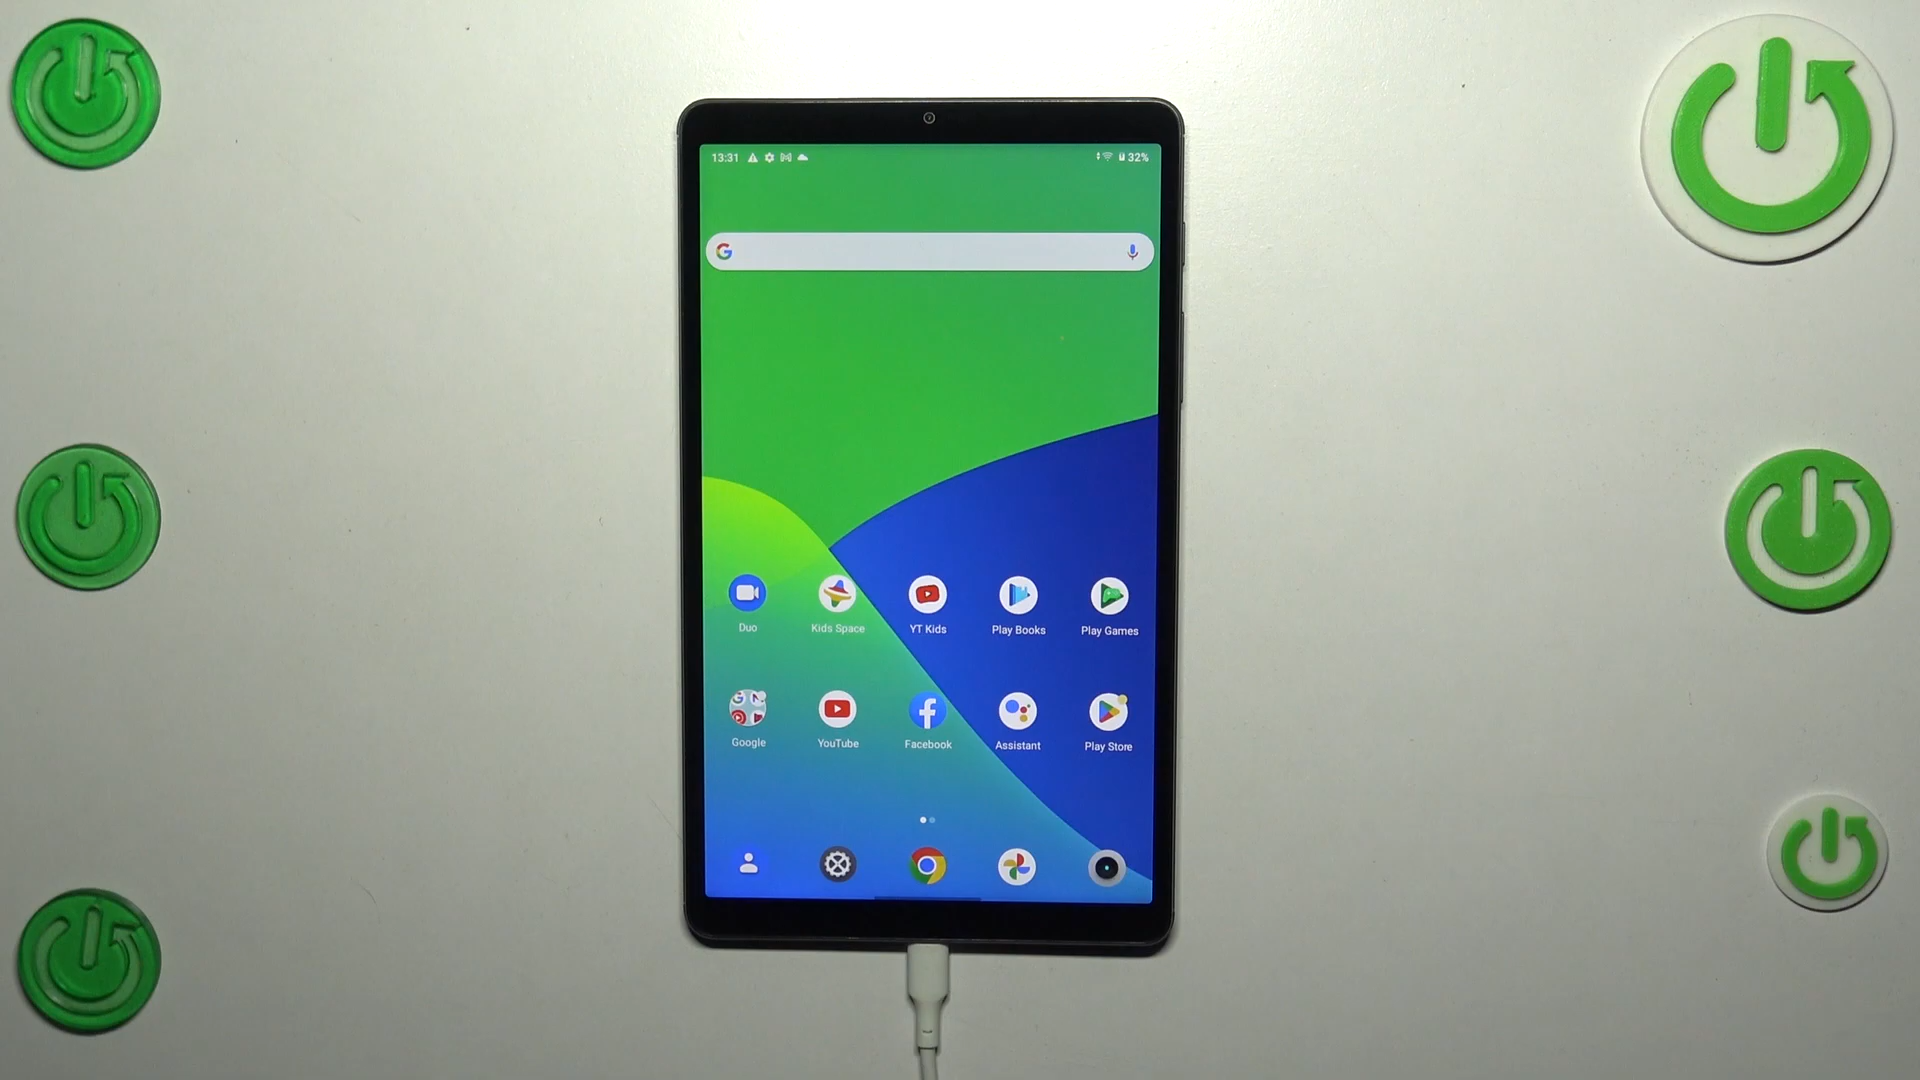 13:31 32%
Duo Kids Space YT Kids Play Books Play Games
Google YouTube Facebook Assistant Play Store